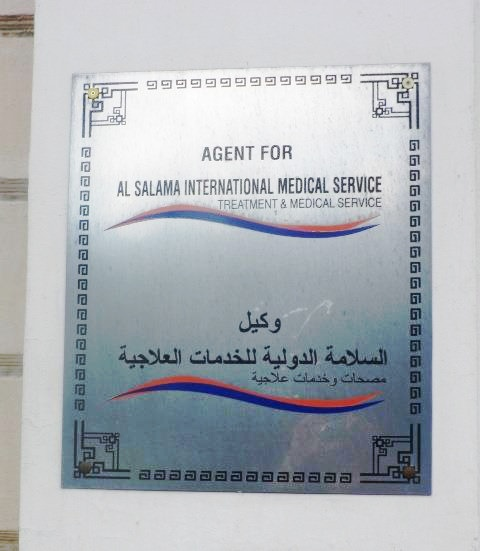 AGENT FOR
AL SALAMA INTERNATIONAL MEDICAL SERVICE
TREATMENT & MEDICAL SERVICE
وكيل
السلامة الدولية للخدمات العلاجية
مصحات وخدمات علاجية